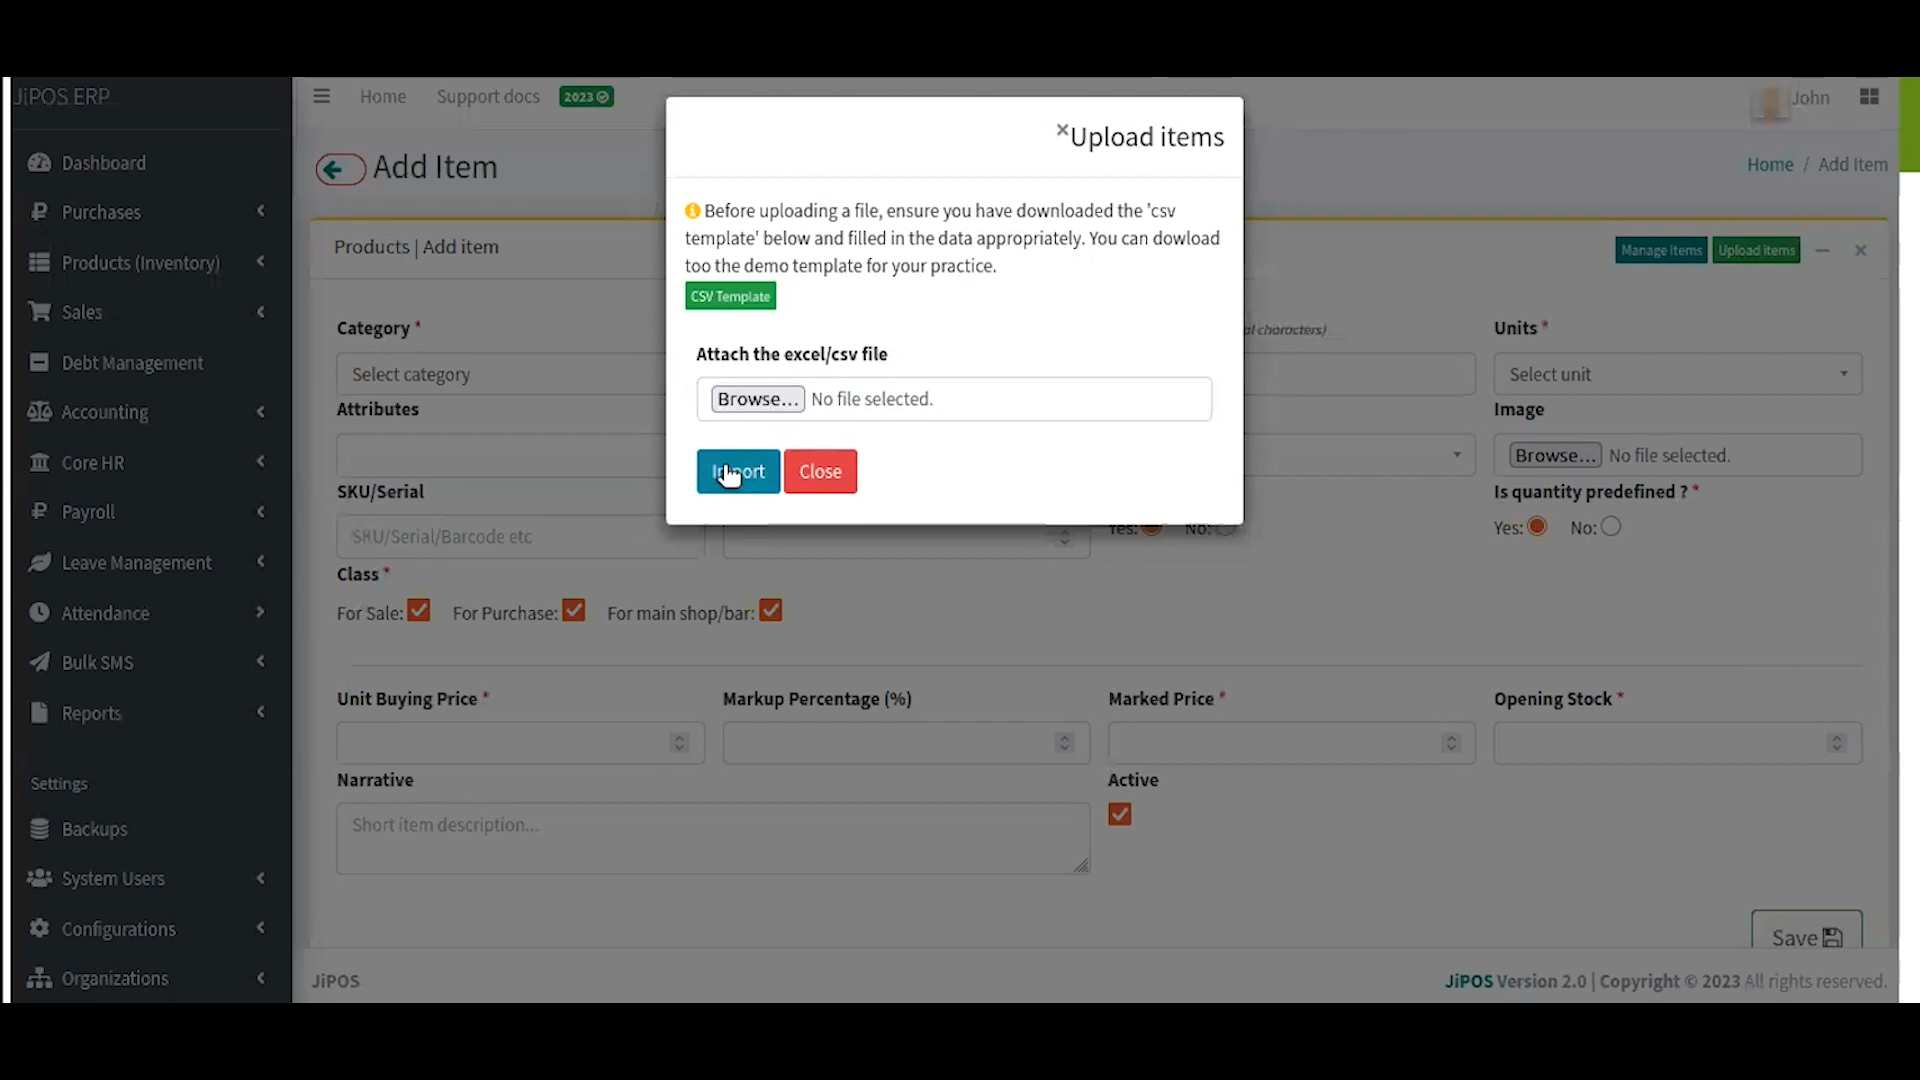 JiPOS ERP
Home
Support docs
2023
John
Dashboard
Purchases
Products (Inventory)
Sales
Debt Management
Accounting
Core HR
Payroll
Leave Management
Attendance
Bulk SMS
Reports
Settings
Backups
System Users
Configurations
Organizations
Add Item
Home / Add Item
Products | Add item
Manage Items
Upload items
×Upload items
Before uploading a file, ensure you have downloaded the 'csv
template' below and filled in the data appropriately. You can dowload
too the demo template for your practice.
CSV Template
Attach the excel/csv file
Browse... No file selected.
Import
Close
Category *
characters)
Units *
Select category
Select unit
Attributes
Image
Browse... No file selected.
SKU/Serial
Is quantity predefined ? *
SKU/Serial/Barcode etc
Yes: No:
Yes: No:
Class *
For Sale: For Purchase: For main shop/bar:
Unit Buying Price *
Markup Percentage (%)
Marked Price *
Opening Stock *
Narrative
Active
Short item description...
Save
JiPOS
JiPOS Version 2.0 | Copyright © 2023 All rights reserved.